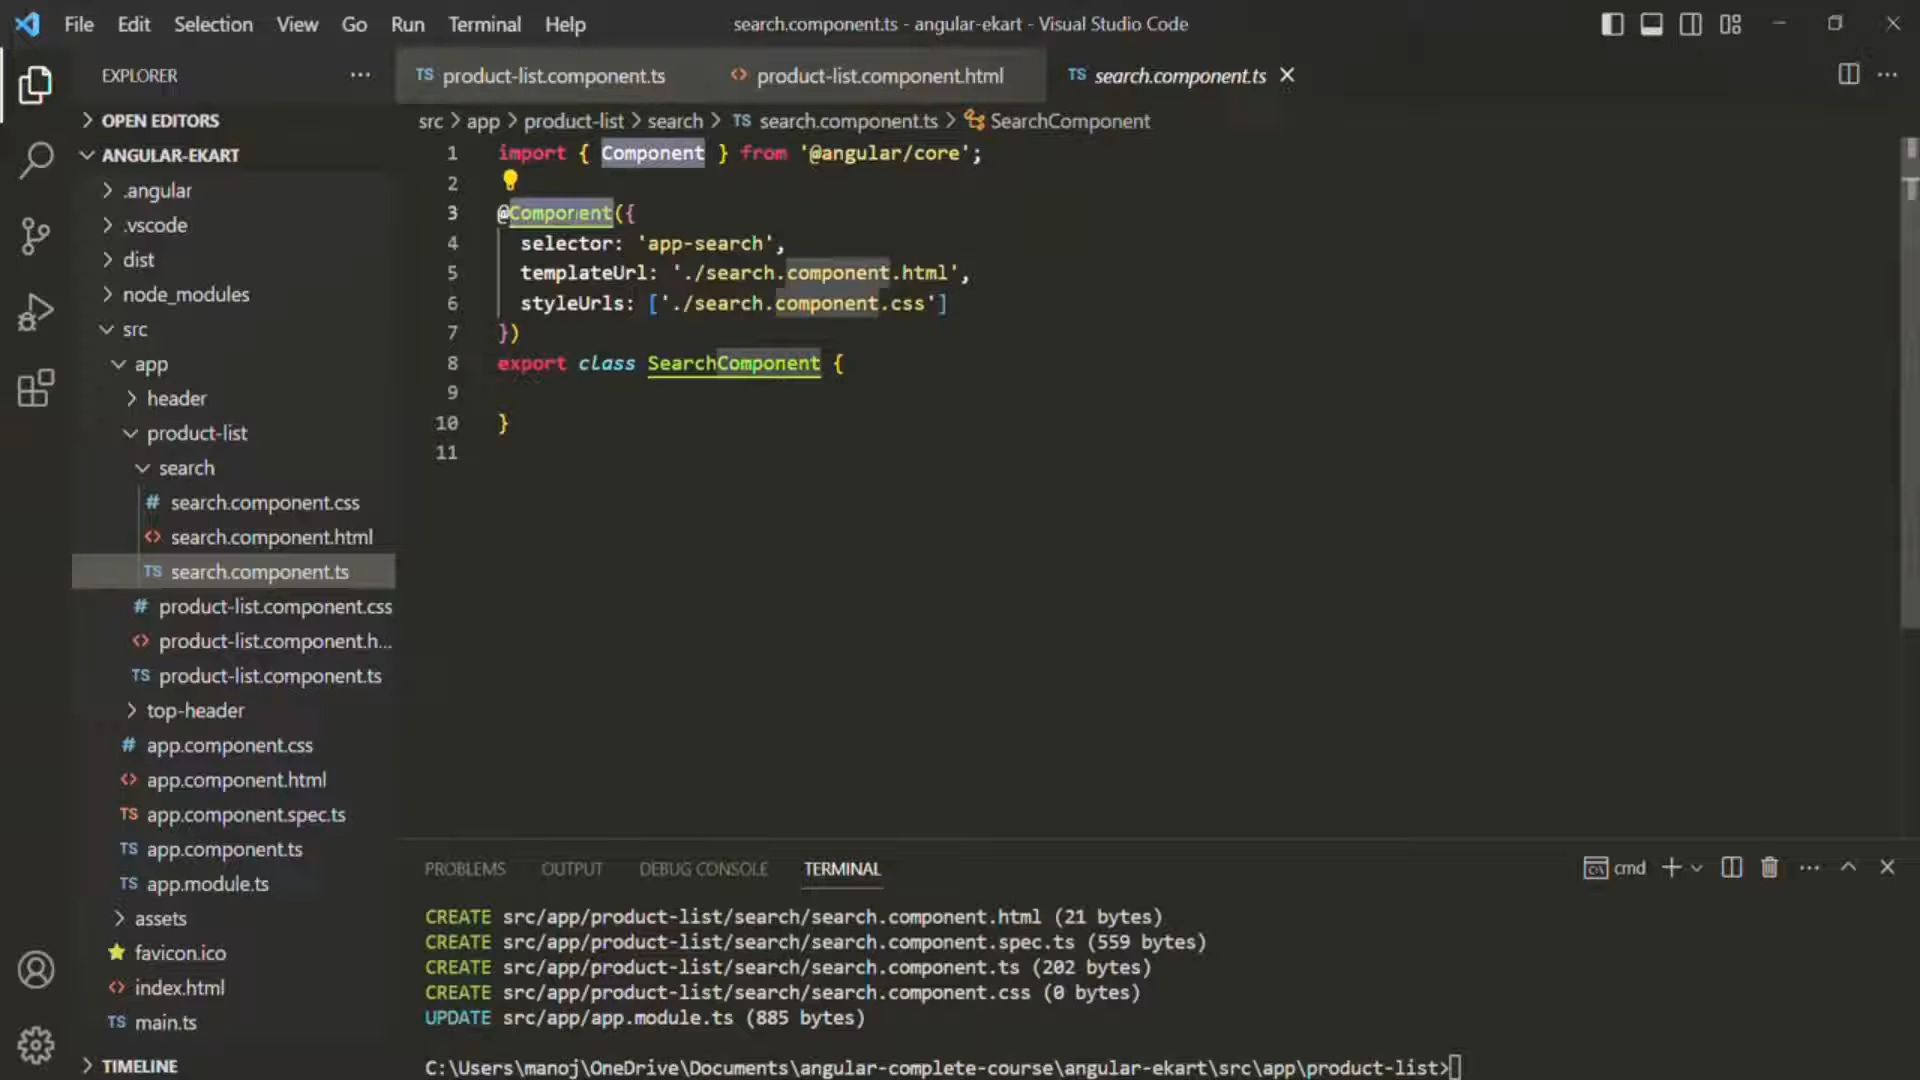 File Edit Selection View Go Run Terminal Help
search.component.ts - angular-ekart - Visual Studio Code
EXPLORER
OPEN EDITORS
ANGULAR-EKART
.angular
.vscode
dist
node_modules
src
app
header
product-list
search
# search.component.css
<> search.component.html
TS search.component.ts
# product-list.component.css
<> product-list.component.h...
TS product-list.component.ts
top-header
# app.component.css
<> app.component.html
TS app.component.spec.ts
TS app.component.ts
TS app.module.ts
assets
favicon.ico
<> index.html
TS main.ts
TIMELINE
TS product-list.component.ts <> product-list.component.html TS search.component.ts
src > app > product-list > search > TS search.component.ts > SearchComponent
1 import { Component } from '@angular/core';
2
3 @Component({
4 selector: 'app-search',
5 templateUrl: './search.component.html',
6 styleUrls: ['./search.component.css']
7 })
8 export class SearchComponent {
9
10 }
11
PROBLEMS OUTPUT DEBUG CONSOLE TERMINAL cmd
CREATE src/app/product-list/search/search.component.html (21 bytes)
CREATE src/app/product-list/search/search.component.spec.ts (559 bytes)
CREATE src/app/product-list/search/search.component.ts (202 bytes)
CREATE src/app/product-list/search/search.component.css (0 bytes)
UPDATE src/app/app.module.ts (885 bytes)
C:\Users\manoj\OneDrive\Documents\angular-complete-course\angular-ekart\src\app\product-list>